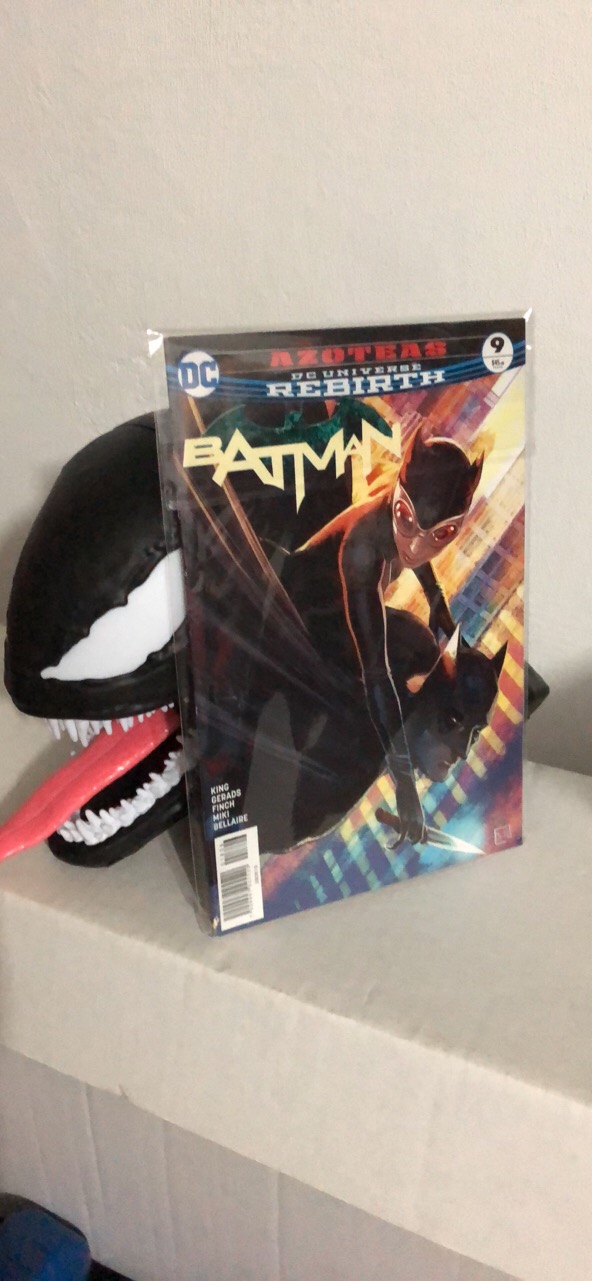 AZOTEAS
9
DC
DC UNIVERSE
REBIRTH
BATMAN
KING
GERADS
FINCH
MIKI
BELLAIRE